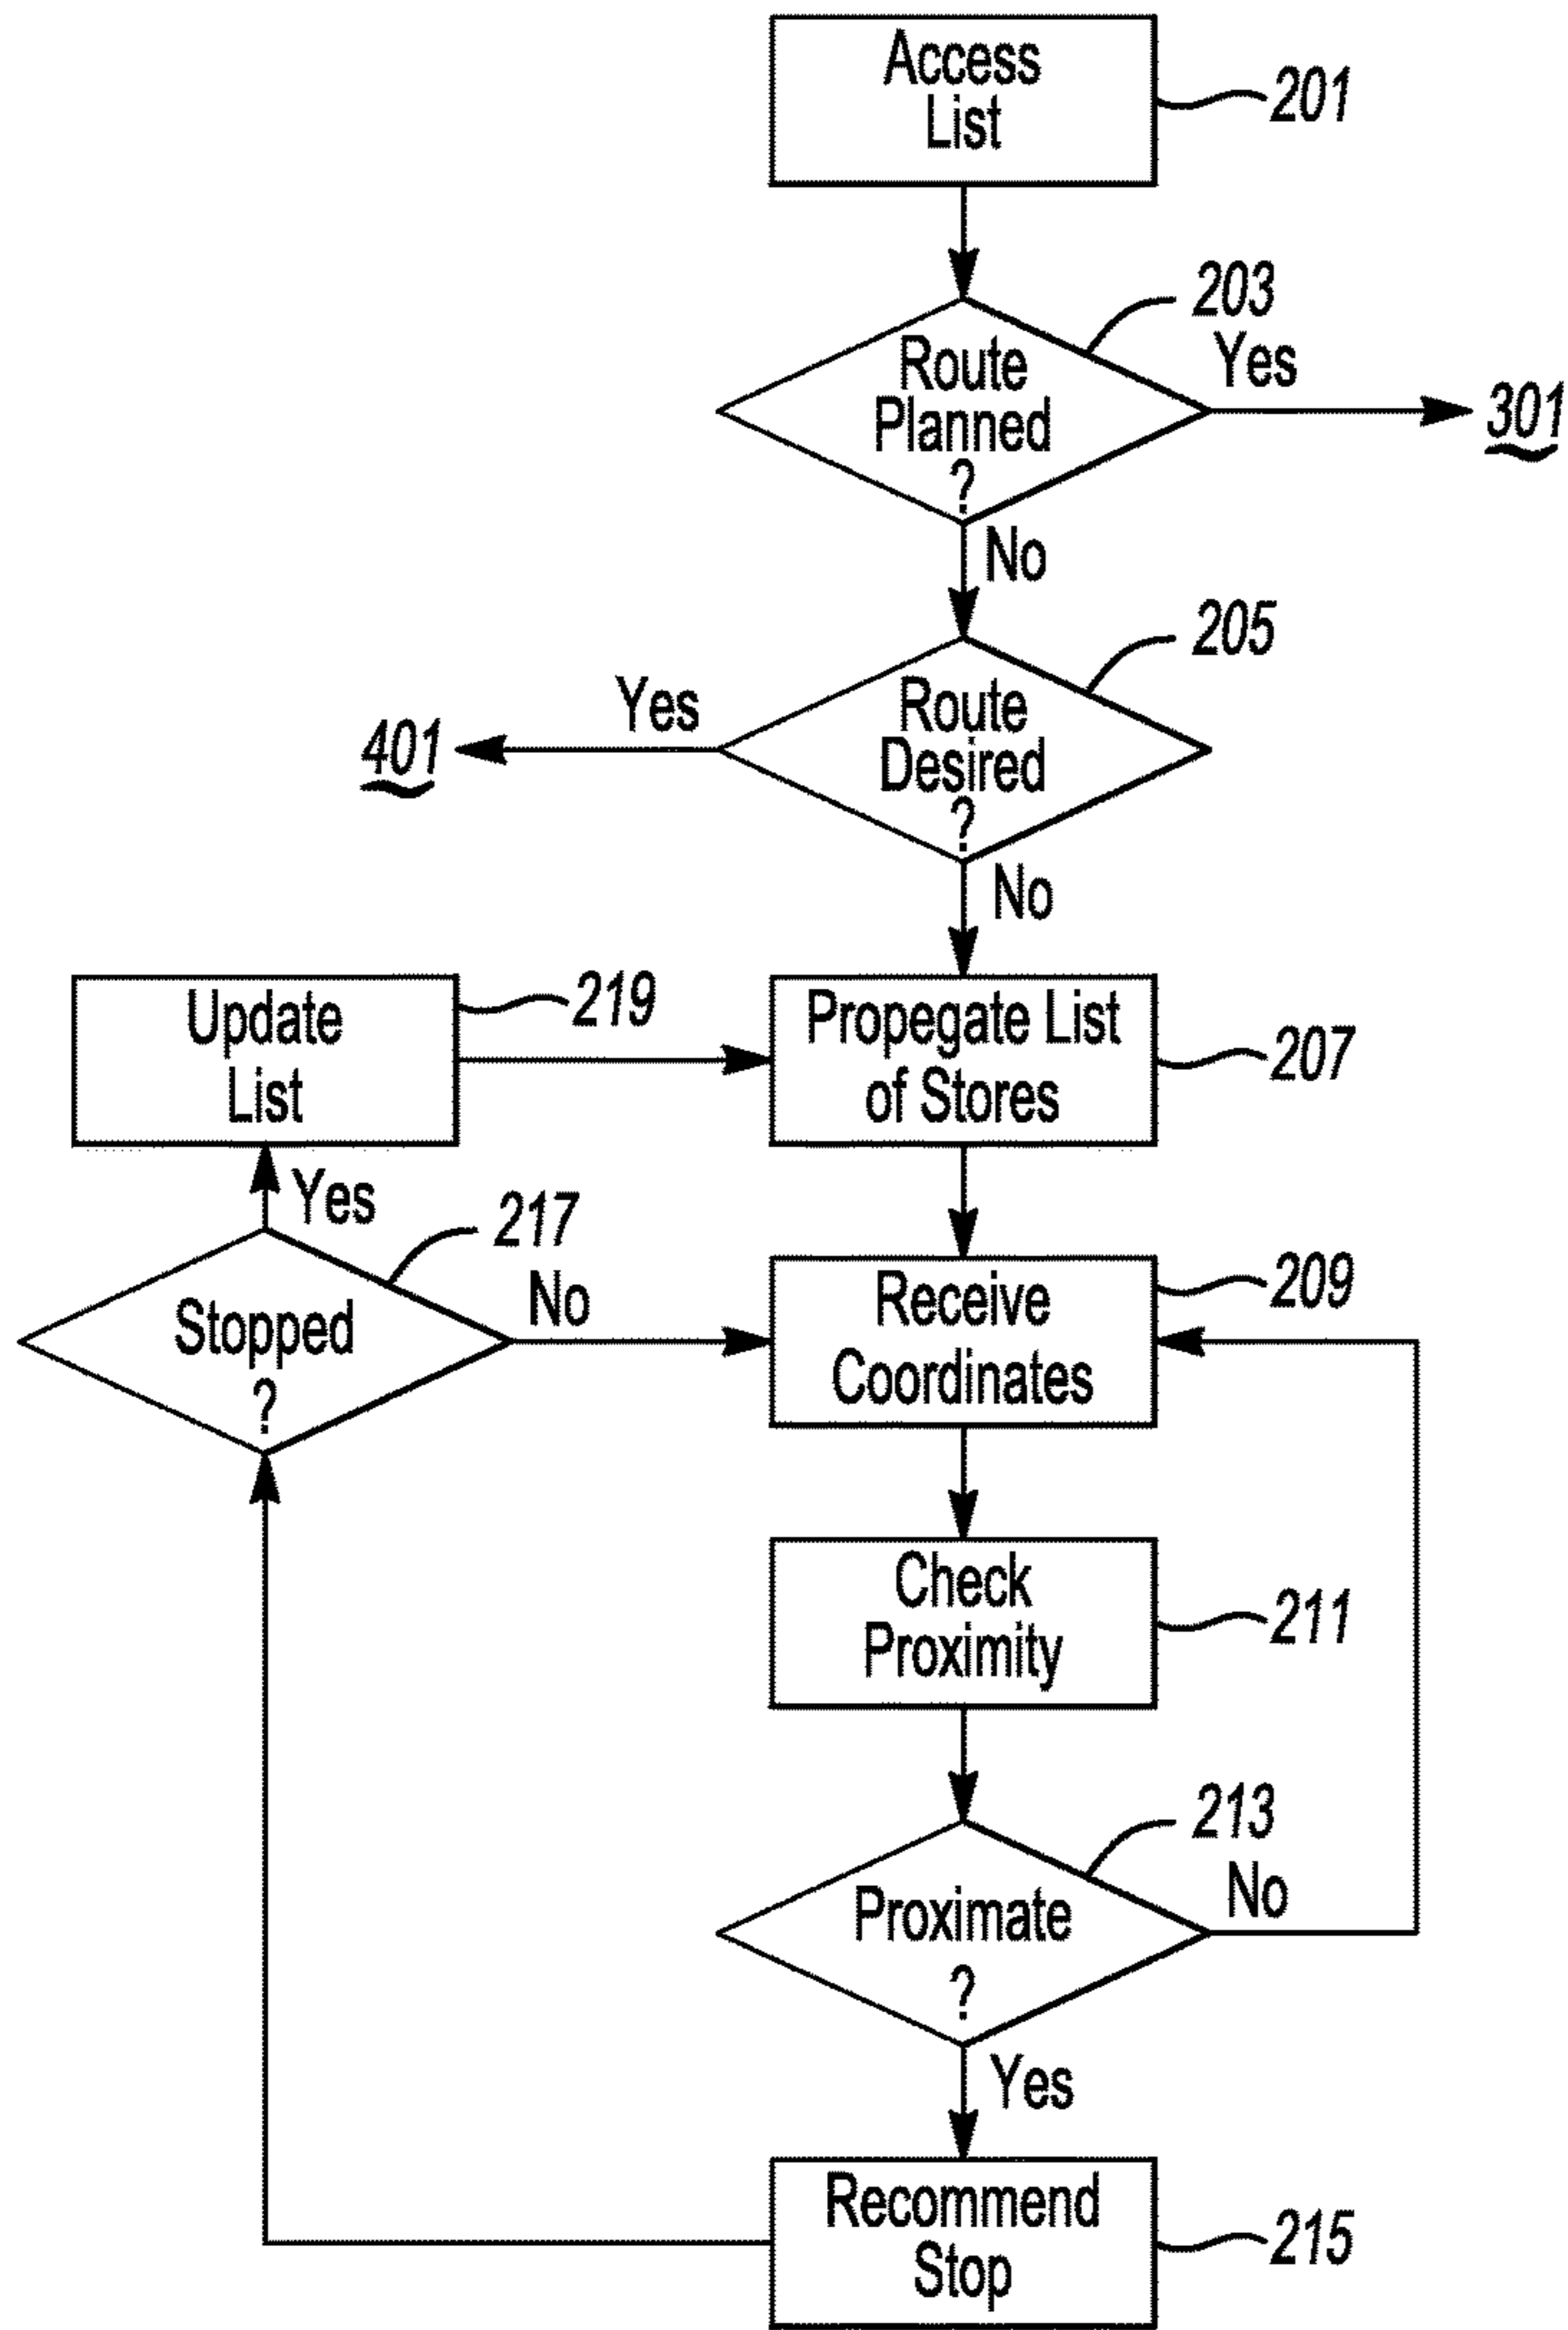 Access
List
201
203
Route
Planned
?
Yes
301
No
205
Route
Desired
?
Yes
401
No
Update
List
219
Propegate List
of Stores
207
Yes
217
Stopped
?
No
Receive
Coordinates
209
Check
Proximity
211
213
Proximate
?
No
Yes
Recommend
Stop
215